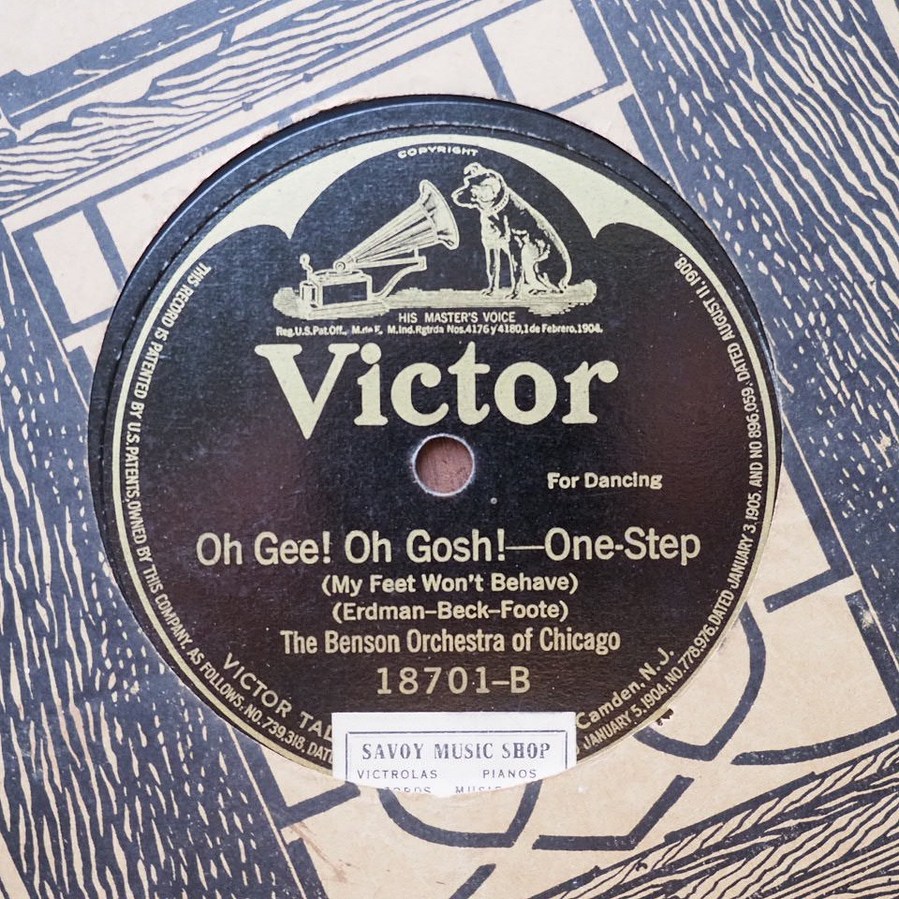 COPYRIGHT
HIS MASTER'S VOICE
Reg.U.S.Pat.Off., M.de F., M.Ind.Rgtrda Nos.4176 y 4180,1 de Febrero.1904.
Victor
For Dancing
Oh Gee! Oh Gosh!—One-Step
(My Feet Won't Behave)
(Erdman–Beck–Foote)
The Benson Orchestra of Chicago
18701–B
VICTOR Camden, N.J.
THIS RECORD IS PATENTED BY U.S. PATENTS, OWNED BY THIS COMPANY, AS FOLLOWS: NO. 739,318, JANUARY 5, 1904; NO. 778,976, DATED JANUARY 3, 1905, AND NO 896,059, DATED AUGUST 11, 1908.
SAVOY MUSIC SHOP
VICTROLAS PIANOS